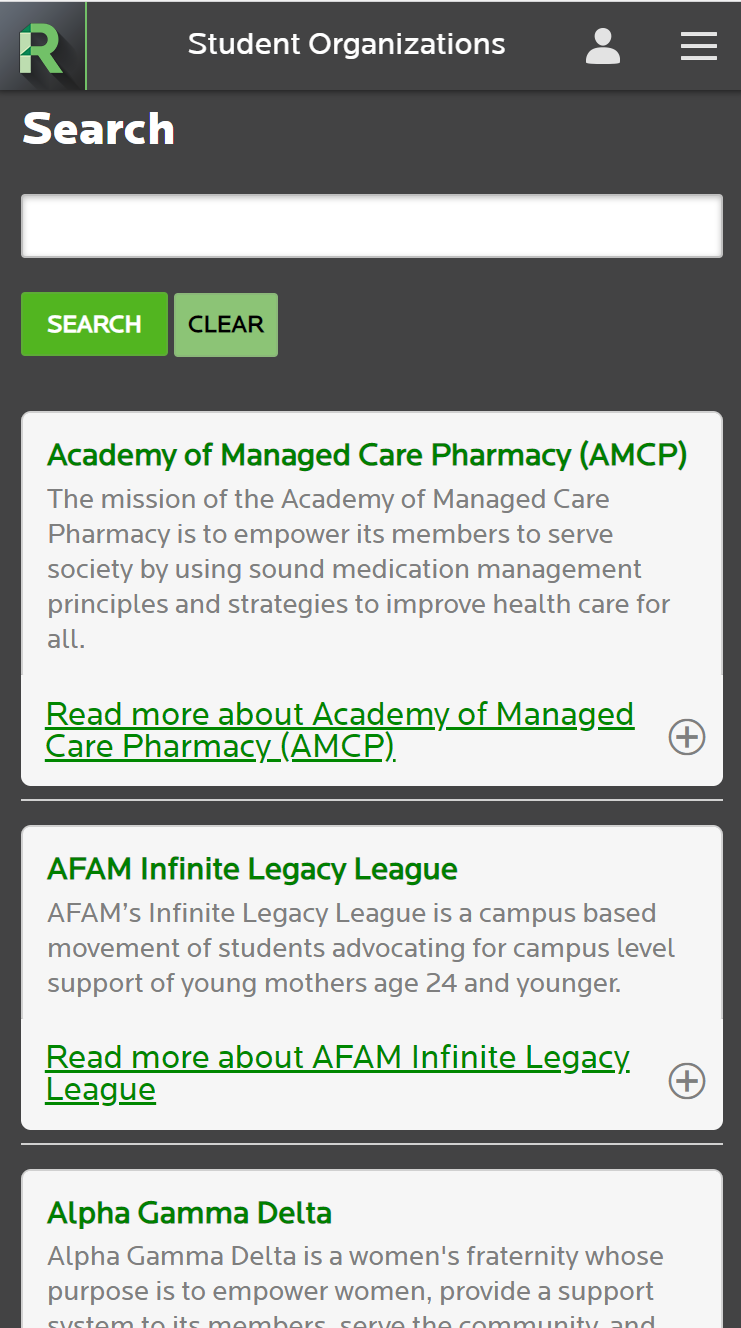 R
Student Organizations
Search
SEARCH
CLEAR
Academy of Managed Care Pharmacy (AMCP)
The mission of the Academy of Managed Care
Pharmacy is to empower its members to serve
society by using sound medication management
principles and strategies to improve health care for
all.
Read more about Academy of Managed
Care Pharmacy (AMCP)
AFAM Infinite Legacy League
AFAM’s Infinite Legacy League is a campus based
movement of students advocating for campus level
support of young mothers age 24 and younger.
Read more about AFAM Infinite Legacy
League
Alpha Gamma Delta
Alpha Gamma Delta is a women's fraternity whose
purpose is to empower women, provide a support
system to its members, serve the community, and